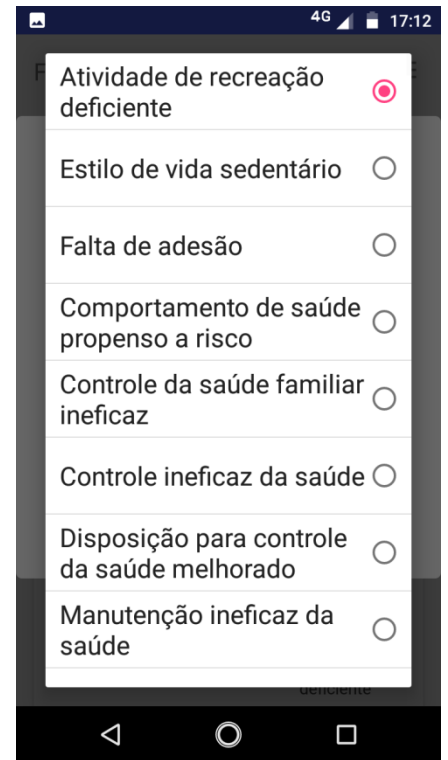 4G 17:12
F
Atividade de recreação
deficiente
Estilo de vida sedentário
Falta de adesão
Comportamento de saúde
propenso a risco
Controle da saúde familiar
ineficaz
Controle ineficaz da saúde
Disposição para controle
da saúde melhorado
Manutenção ineficaz da
saúde
deficiente